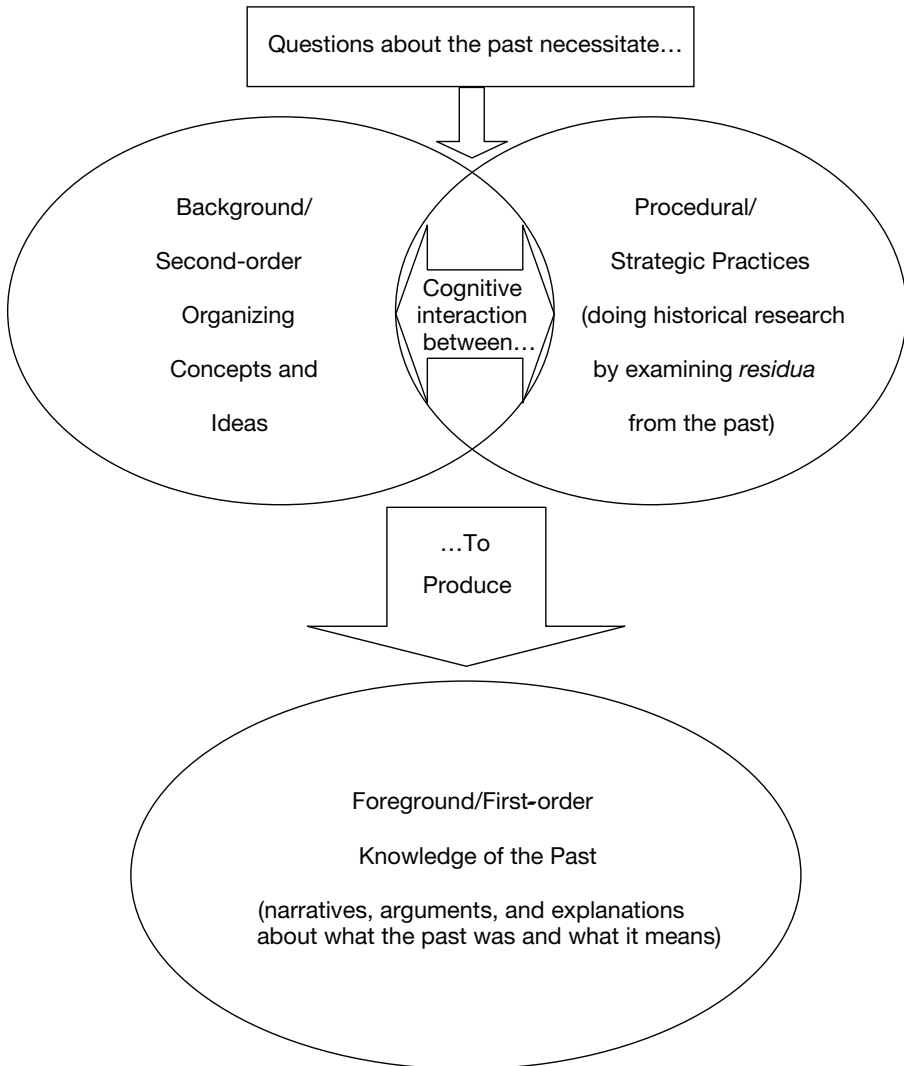 Questions about the past necessitate…
Background/
Second-order
Organizing
Concepts and
Ideas
Cognitive
interaction
between…
Procedural/
Strategic Practices
(doing historical research
by examining residua
from the past)
…To
Produce
Foreground/First-order
Knowledge of the Past
(narratives, arguments, and explanations
about what the past was and what it means)